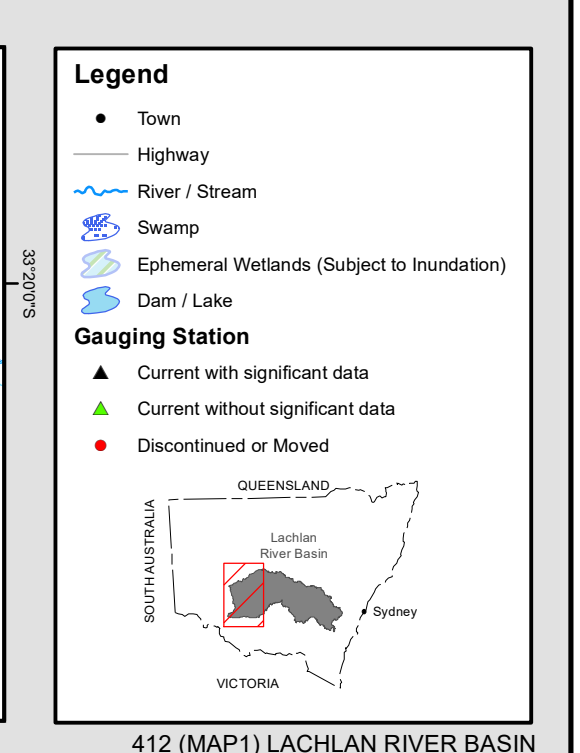 Legend
Town
Highway
River / Stream
Swamp
Ephemeral Wetlands (Subject to Inundation)
Dam / Lake
Gauging Station
Current with significant data
Current without significant data
Discontinued or Moved
QUEENSLAND
SOUTH AUSTRALIA
Lachlan
River Basin
Sydney
VICTORIA
33°20'0"S
412 (MAP1) LACHLAN RIVER BASIN